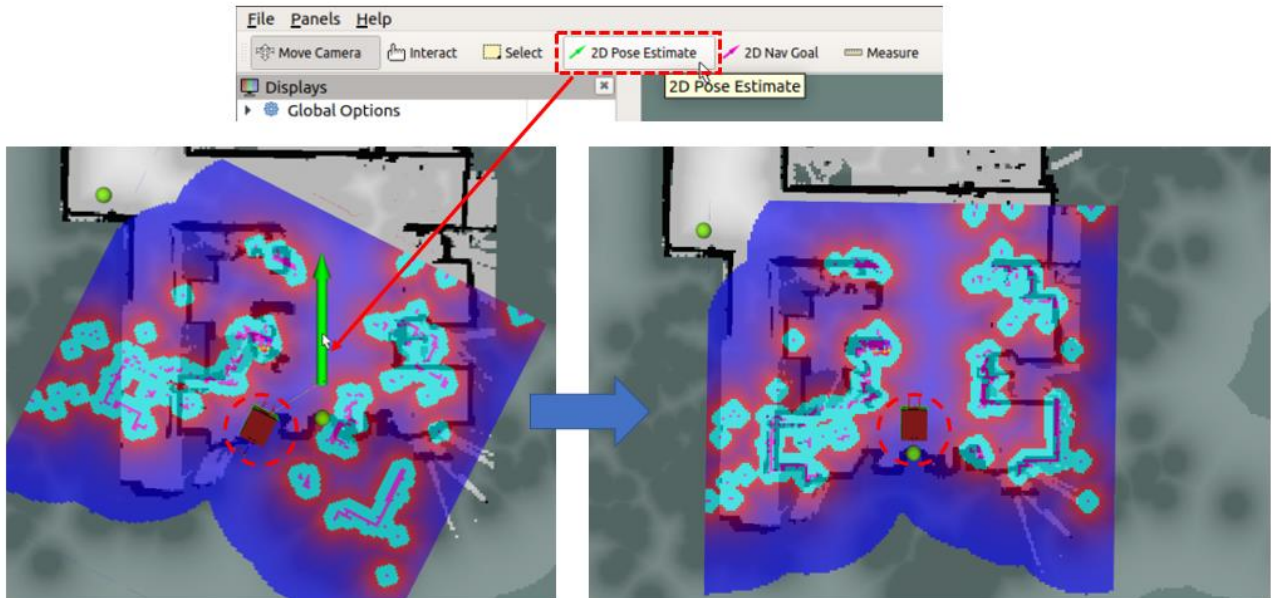 File Panels Help
Move Camera Interact Select 2D Pose Estimate 2D Nav Goal Measure
Displays
2D Pose Estimate
Global Options